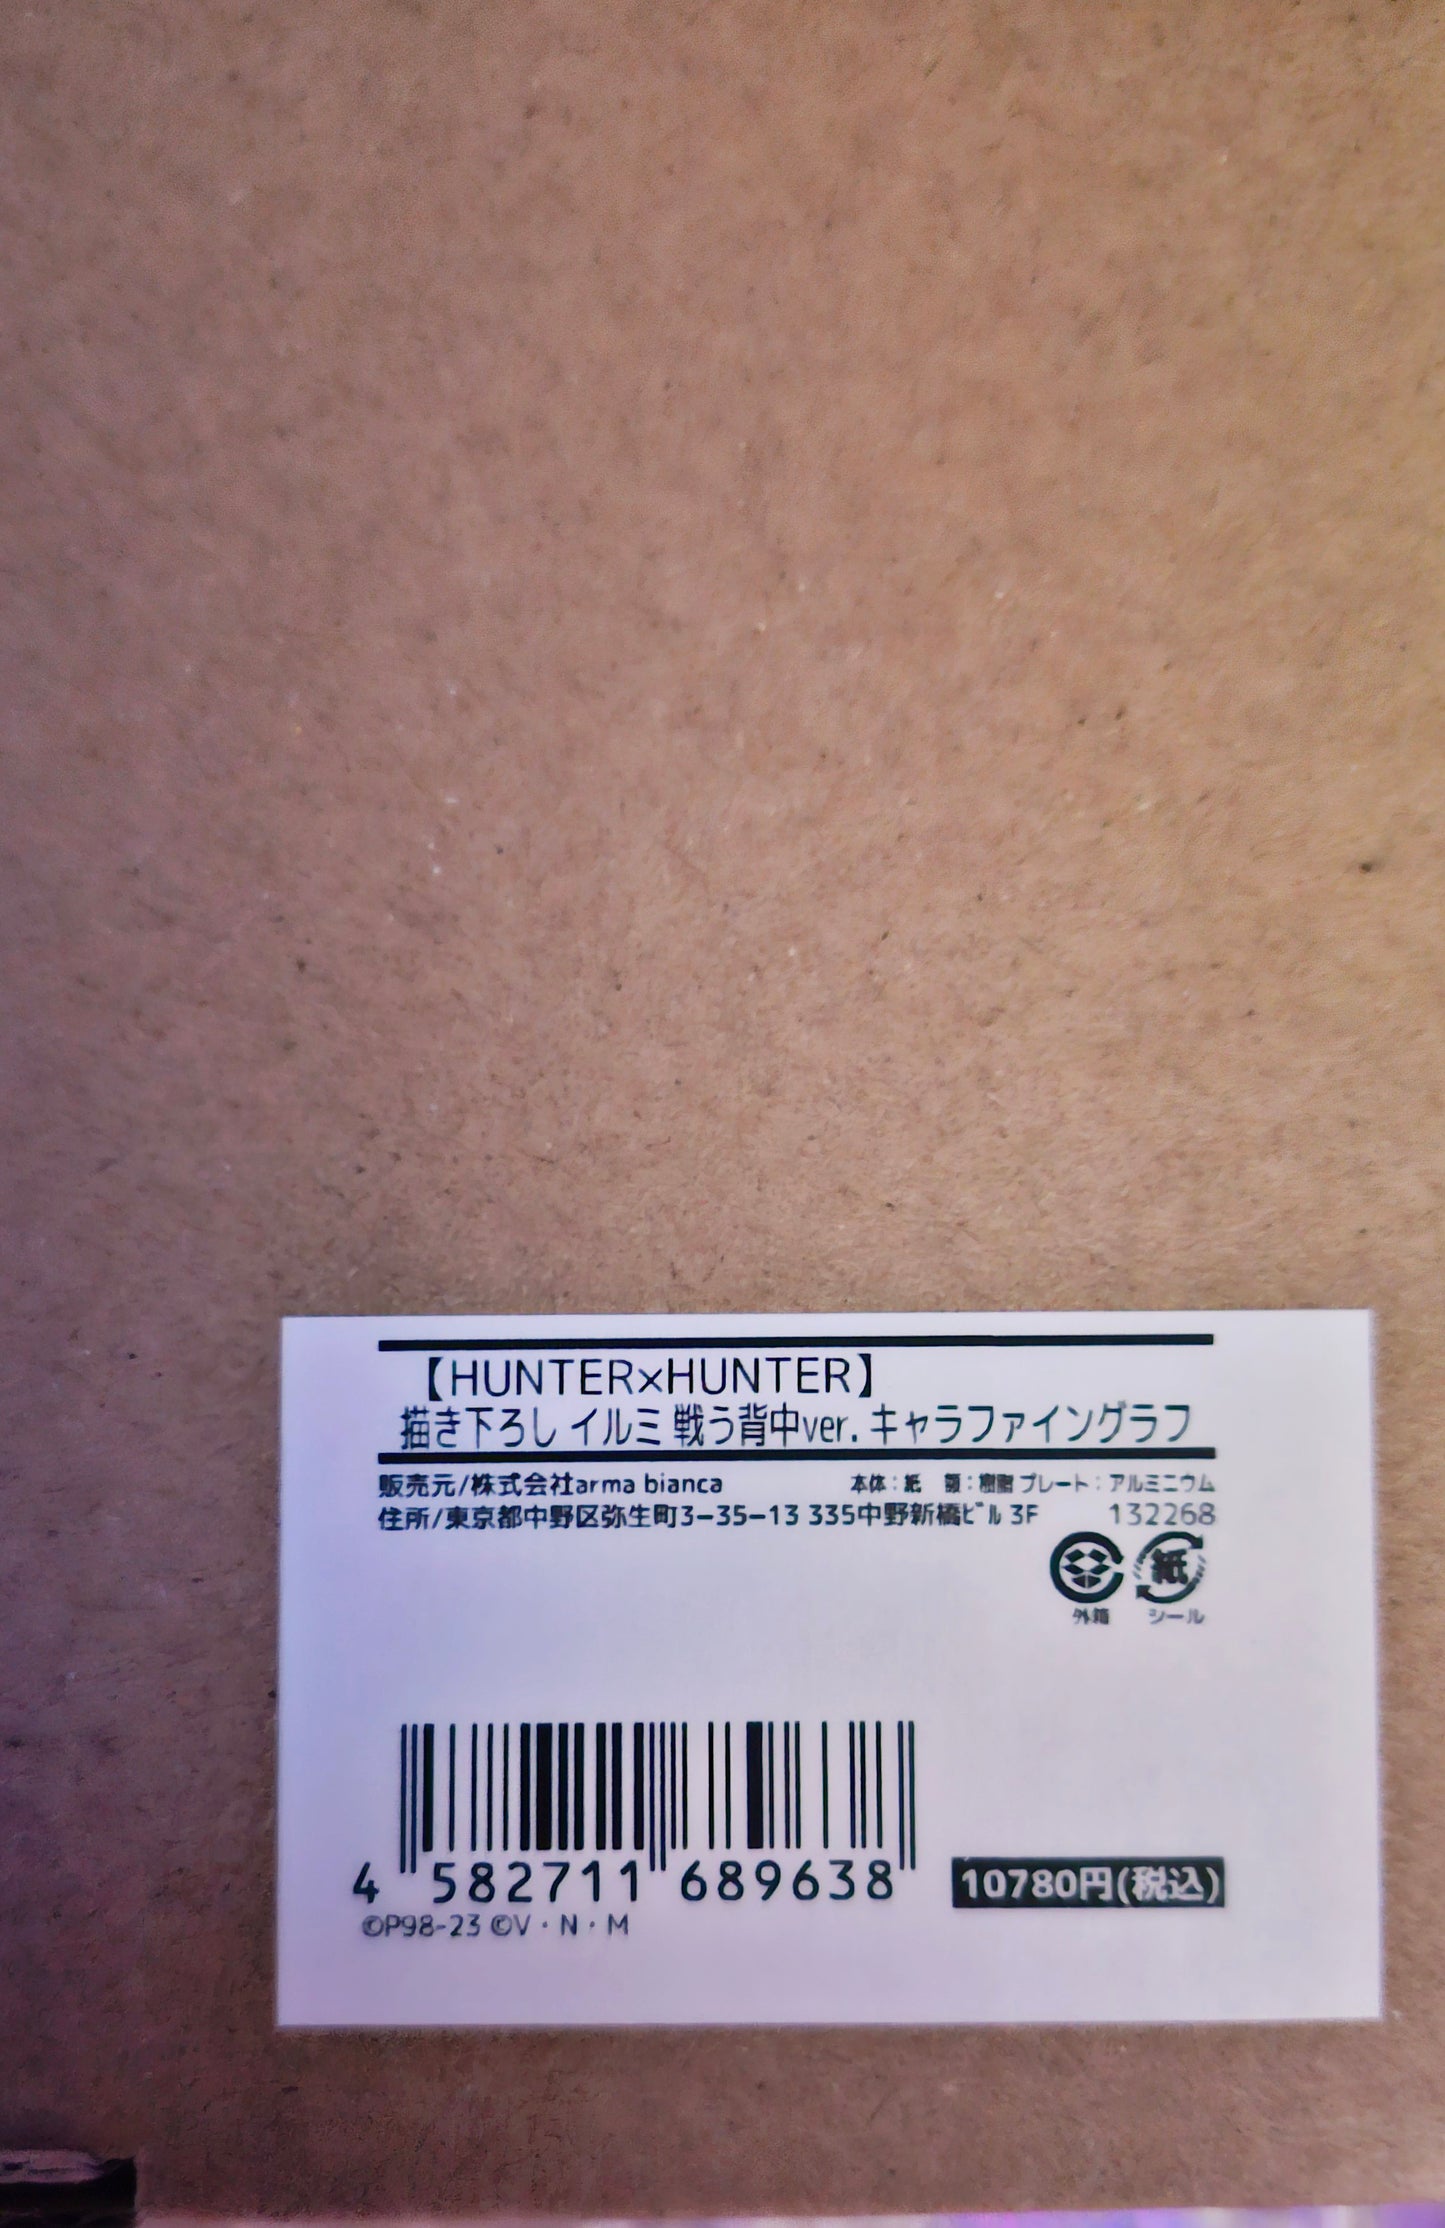 【HUNTER×HUNTER】
描き下ろし イルミ 戦う背中ver. キャラファイングラフ
販売元/株式会社arma bianca 本体：紙 額：樹脂 プレート：アルミニウム
住所/東京都中野区弥生町3-35-13 335中野新橋ﾋﾞﾙ 3F 132268
紙
外箱 シール
4 582711 689638
10780円(税込)
©P98-23 ©V・N・M